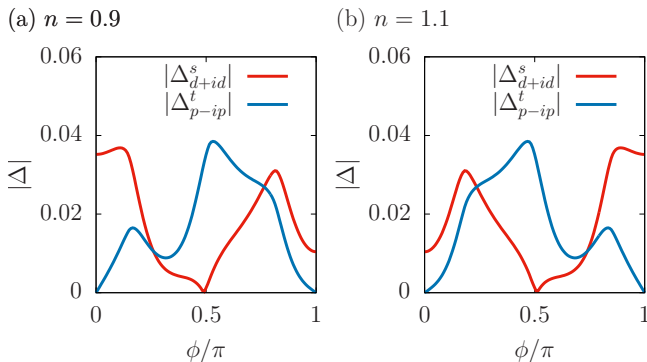 (a) n = 0.9
0.06
0.04
0.02
0
|Δ|
|Δ^s_{d+id}|
|Δ^t_{p−ip}|
0
0.5
1
ϕ/π
(b) n = 1.1
0.06
0.04
0.02
0
|Δ|
|Δ^s_{d+id}|
|Δ^t_{p−ip}|
0
0.5
1
ϕ/π